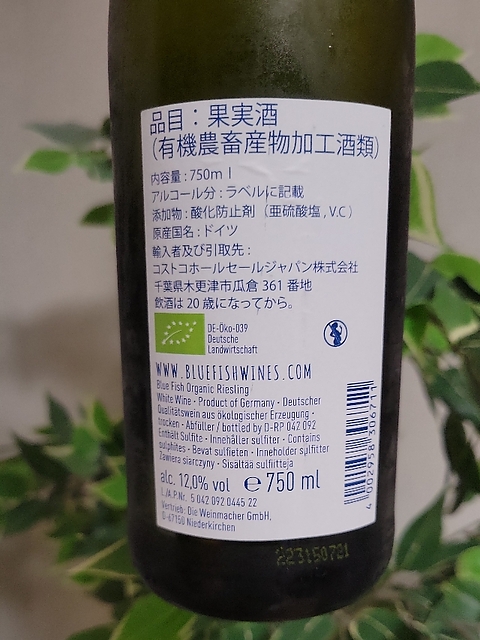 品目：果実酒
(有機農畜産物加工酒類)
内容量：750ml
アルコール分：ラベルに記載
添加物：酸化防止剤（亜硫酸塩, V.C）
原産国名：ドイツ
輸入者及び引取先：
コストコホールセールジャパン株式会社
千葉県木更津市瓜倉 361 番地
飲酒は 20 歳になってから。
DE-Öko-039
Deutsche
Landwirtschaft
WWW.BLUEFISHWINES.COM
Blue Fish Organic Riesling
White Wine · Product of Germany · Deutscher
Qualitätswein aus ökologischer Erzeugung ·
trocken · Abfüller / bottled by D-RP 042 092
Enthält Sulfite · Innehåller sulfiter · Contains
sulphites · Bevat sulfieten · Inneholder sulfitter
Zawiera siarczyny · Sisältää sulfiitteja
alc. 12,0% vol ℮ 750 ml
L./A.P.Nr. 5 042 092 0445 22
Vertrieb: Die Weinmacher GmbH,
D-67150 Niederkirchen
4 002958 306711